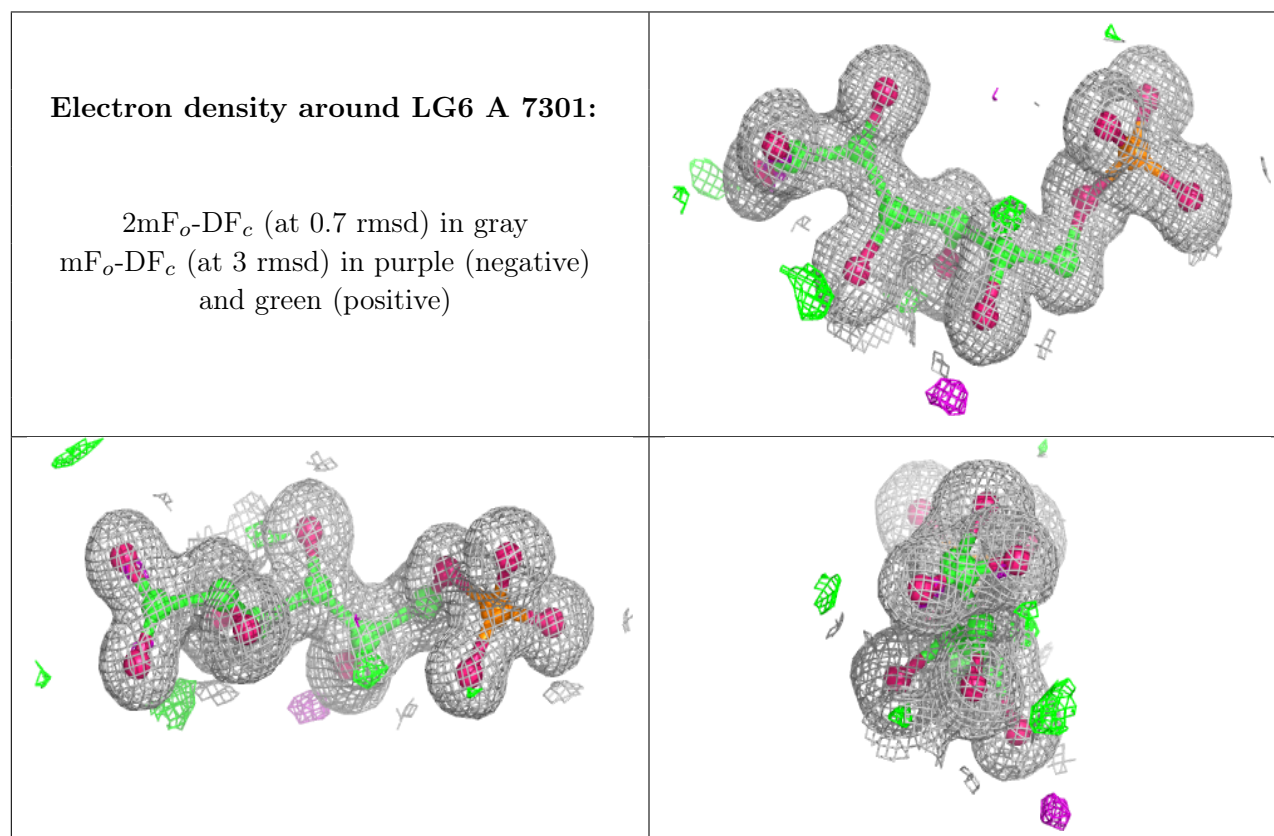 Electron density around LG6 A 7301:
2mFo-DFc (at 0.7 rmsd) in gray
mFo-DFc (at 3 rmsd) in purple (negative)
and green (positive)